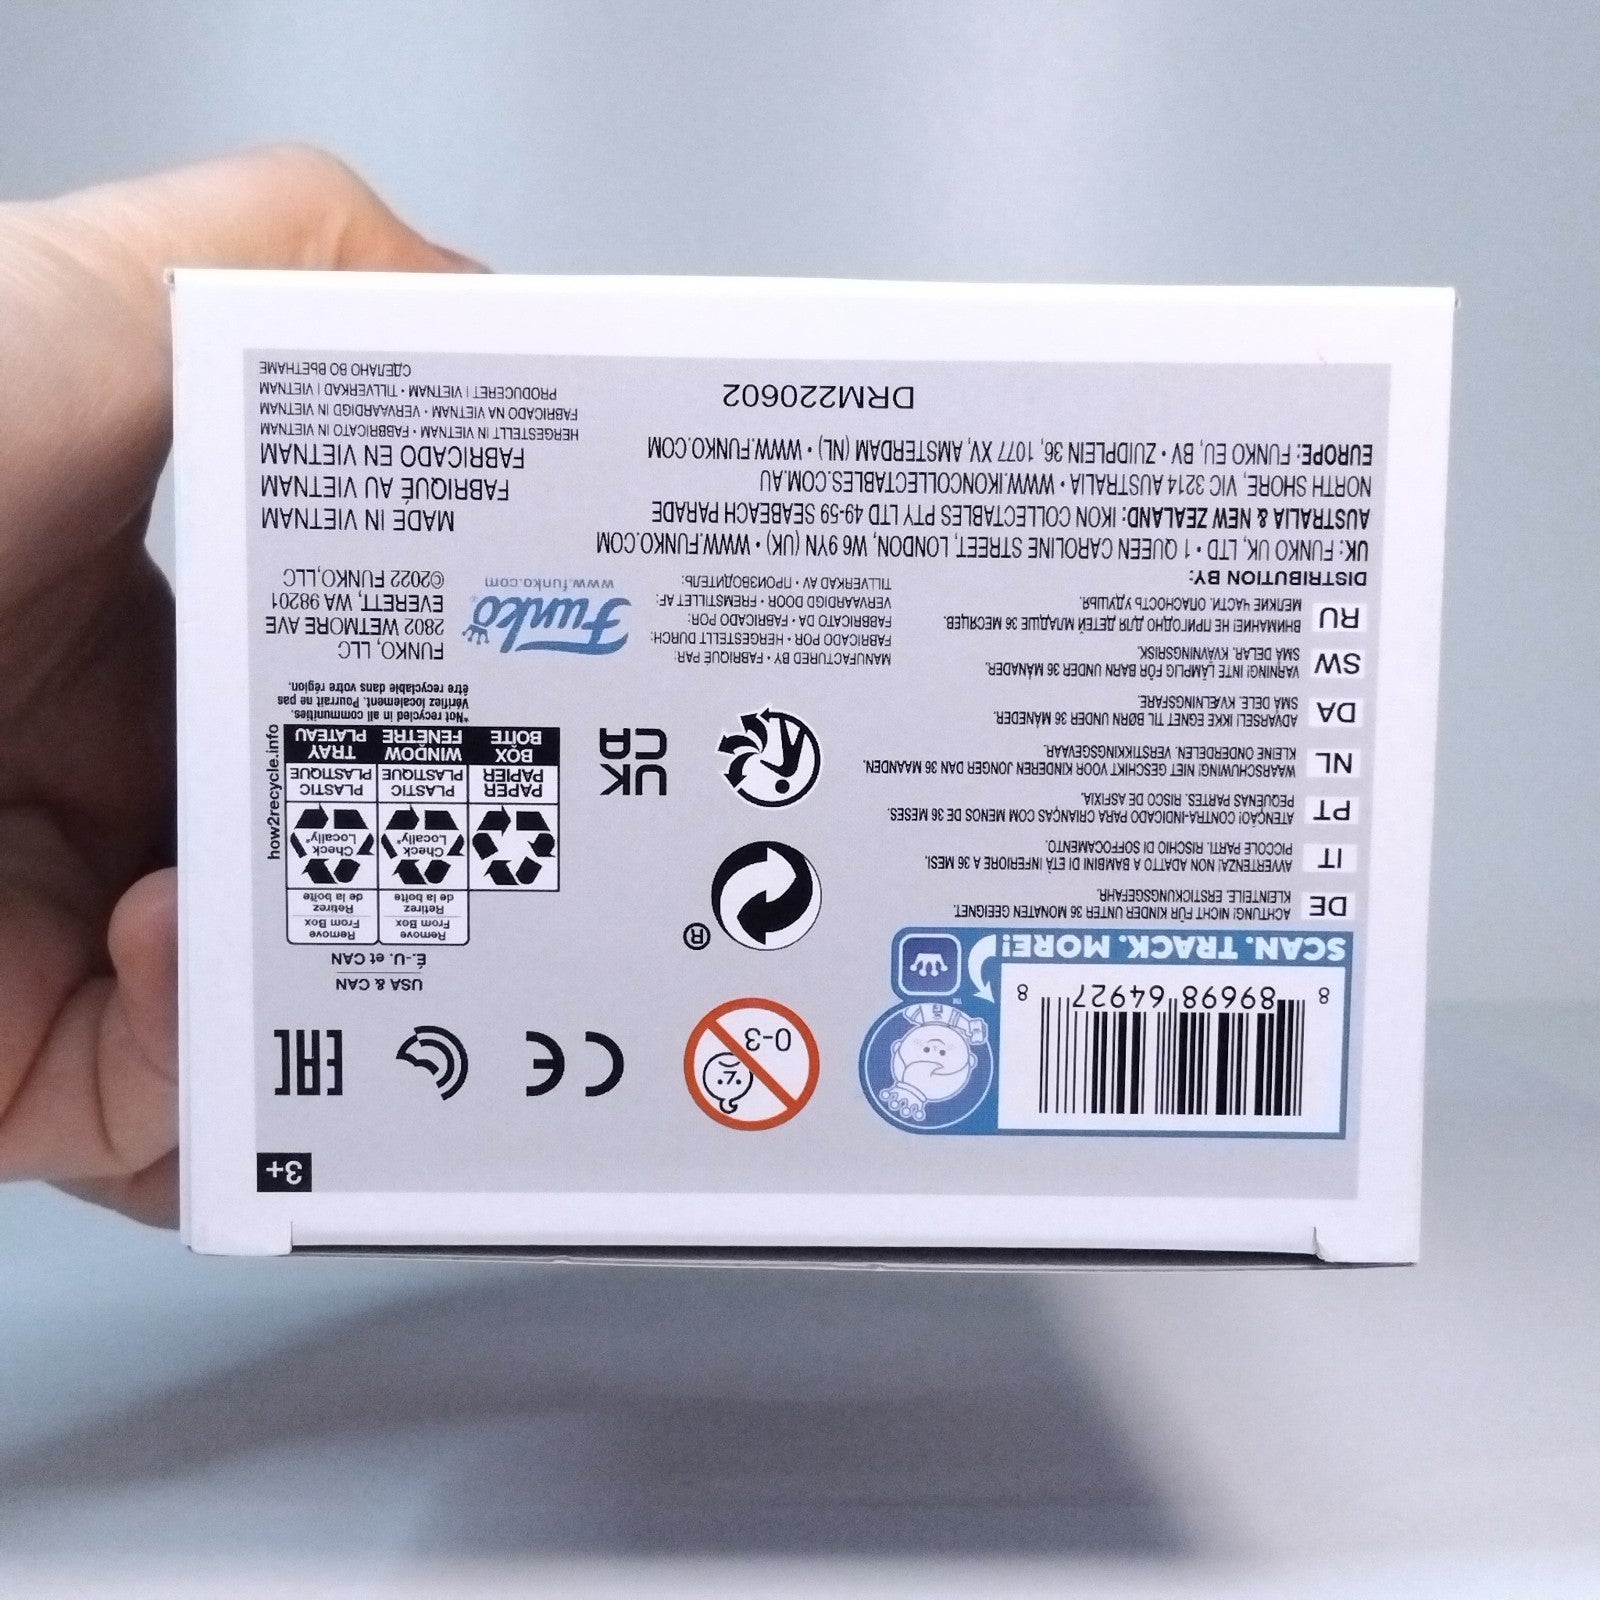 3+
SCAN. TRACK. MORE!
8 89698 64927 8
™
0-3
CE
EAC
USA & CAN
É.-U. et CAN
Remove
From Box
Retirez
de la boîte
Remove
From Box
Retirez
de la boîte
Check
Locally*
Check
Locally*
PAPER
PAPIER
PLASTIC
PLASTIQUE
PLASTIC
PLASTIQUE
BOX
BOÎTE
WINDOW
FENÊTRE
TRAY
PLATEAU
*Not recycled in all communities.
Vérifiez localement. Pourrait ne pas
être recyclable dans votre région.
how2recycle.info
®
UK
CA
DE ACHTUNG! NICHT FÜR KINDER UNTER 36 MONATEN GEEIGNET.
KLEINTEILE. ERSTICKUNGSGEFAHR.
IT AVVERTENZA! NON ADATTO A BAMBINI DI ETÀ INFERIORE A 36 MESI.
PICCOLE PARTI. RISCHIO DI SOFFOCAMENTO.
PT ATENÇÃO! CONTRA-INDICADO PARA CRIANÇAS COM MENOS DE 36 MESES.
PEQUENAS PARTES. RISCO DE ASFIXIA.
NL WAARSCHUWING! NIET GESCHIKT VOOR KINDEREN JONGER DAN 36 MAANDEN.
KLEINE ONDERDELEN. VERSTIKKINGSGEVAAR.
DA ADVARSEL! IKKE EGNET TIL BØRN UNDER 36 MÅNEDER.
SMÅ DELE. KVÆLNINGSFARE.
SW VARNING! INTE LÄMPLIG FÖR BARN UNDER 36 MÅNADER.
SMÅ DELAR. KVÄVNINGSRISK.
RU ВНИМАНИЕ! НЕ ПРИГОДНО ДЛЯ ДЕТЕЙ МЛАДШЕ 36 МЕСЯЦЕВ.
МЕЛКИЕ ЧАСТИ. ОПАСНОСТЬ УДУШЬЯ.
MANUFACTURED BY • FABRIQUÉ PAR:
FABRICADO POR • HERGESTELLT DURCH:
FABBRICATO DA • FABRICADO POR:
VERVAARDIGD DOOR • FREMSTILLET AF:
TILLVERKAD AV • ПРОИЗВОДИТЕЛЬ:
Funko®
www.funko.com
FUNKO, LLC
2802 WETMORE AVE
EVERETT, WA 98201
©2022 FUNKO,LLC
DISTRIBUTION BY:
UK: FUNKO UK, LTD • 1 QUEEN CAROLINE STREET, LONDON, W6 9YN (UK) • WWW.FUNKO.COM
AUSTRALIA & NEW ZEALAND: IKON COLLECTABLES PTY LTD 49-59 SEABEACH PARADE
NORTH SHORE, VIC 3214 AUSTRALIA • WWW.IKONCOLLECTABLES.COM.AU
EUROPE: FUNKO EU, BV • ZUIDPLEIN 36, 1077 XV, AMSTERDAM (NL) • WWW.FUNKO.COM
MADE IN VIETNAM
FABRIQUÉ AU VIETNAM
FABRICADO EN VIETNAM
HERGESTELLT IN VIETNAM • FABBRICATO IN VIETNAM
FABRICADO NA VIETNAM • VERVAARDIGD IN VIETNAM
PRODUCERET I VIETNAM • TILLVERKAD I VIETNAM
СДЕЛАНО ВО ВЬЕТНАМЕ
DRM220602